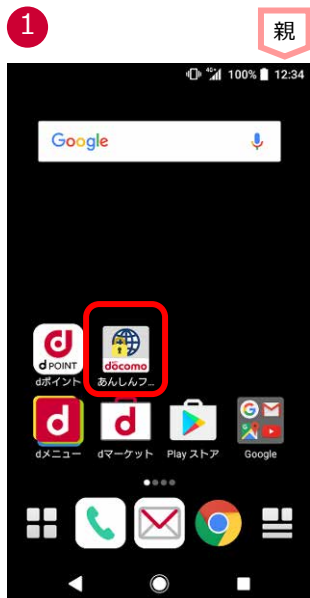 1
親
4G 100% 12:34
Google
d POINT
döcomo
dポイント
あんしんフ...
d
d
G
dメニュー
dマーケット
Play ストア
Google